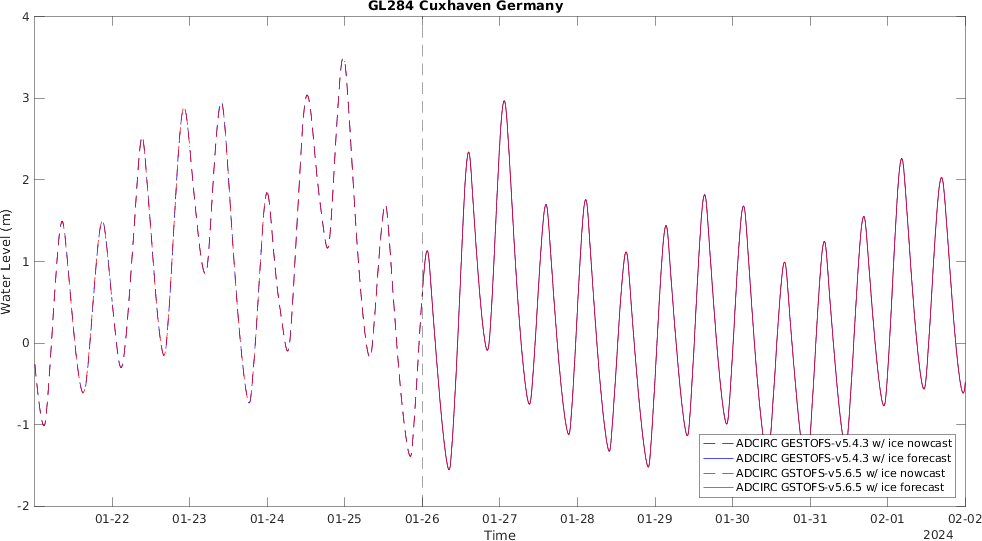 GL284 Cuxhaven Germany
4
3
2
1
0
-1
-2
Water Level (m)
01-22 01-23 01-24 01-25 01-26 01-27 01-28 01-29 01-30 01-31 02-01 02-02
Time
2024
ADCIRC GESTOFS-v5.4.3 w/ ice nowcast
ADCIRC GESTOFS-v5.4.3 w/ ice forecast
ADCIRC GSTOFS-v5.6.5 w/ ice nowcast
ADCIRC GSTOFS-v5.6.5 w/ ice forecast